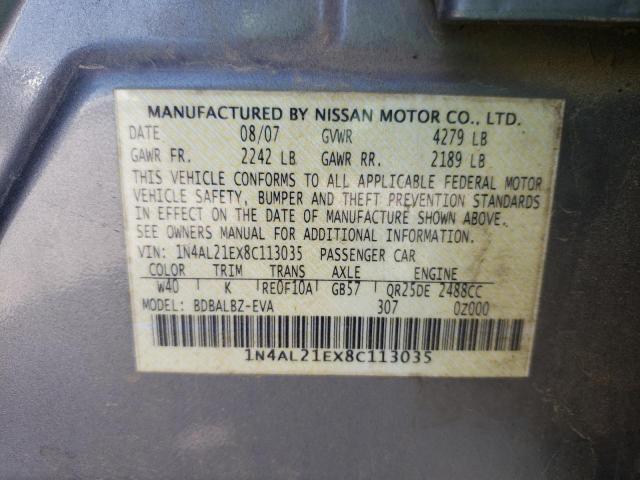 MANUFACTURED BY NISSAN MOTOR CO., LTD.
DATE 08/07 GVWR 4279 LB
GAWR FR. 2242 LB GAWR RR. 2189 LB
THIS VEHICLE CONFORMS TO ALL APPLICABLE FEDERAL MOTOR
VEHICLE SAFETY, BUMPER AND THEFT PREVENTION STANDARDS
IN EFFECT ON THE DATE OF MANUFACTURE SHOWN ABOVE.
SEE OWNERS MANUAL FOR ADDITIONAL INFORMATION.
VIN: 1N4AL21EX8C113035 PASSENGER CAR
COLOR TRIM TRANS AXLE ENGINE
W40 K RE0F10A GB57 QR25DE 2488CC
MODEL: BDBALBZ-EVA 307 0Z000
1N4AL21EX8C113035